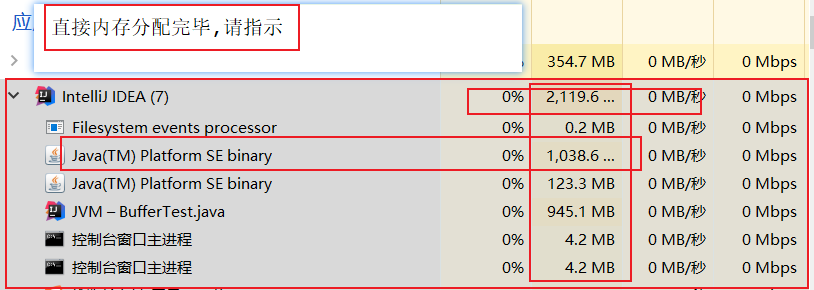 应
直接内存分配完毕,请指示
% 354.7 MB 0 MB/秒 0 Mbps
IntelliJ IDEA (7) 0% 2,119.6 ... 0 MB/秒 0 Mbps
Filesystem events processor 0% 0.2 MB 0 MB/秒 0 Mbps
Java(TM) Platform SE binary 0% 1,038.6 ... 0 MB/秒 0 Mbps
Java(TM) Platform SE binary 0% 123.3 MB 0 MB/秒 0 Mbps
JVM – BufferTest.java 0% 945.1 MB 0 MB/秒 0 Mbps
控制台窗口主进程 0% 4.2 MB 0 MB/秒 0 Mbps
控制台窗口主进程 0% 4.2 MB 0 MB/秒 0 Mbps